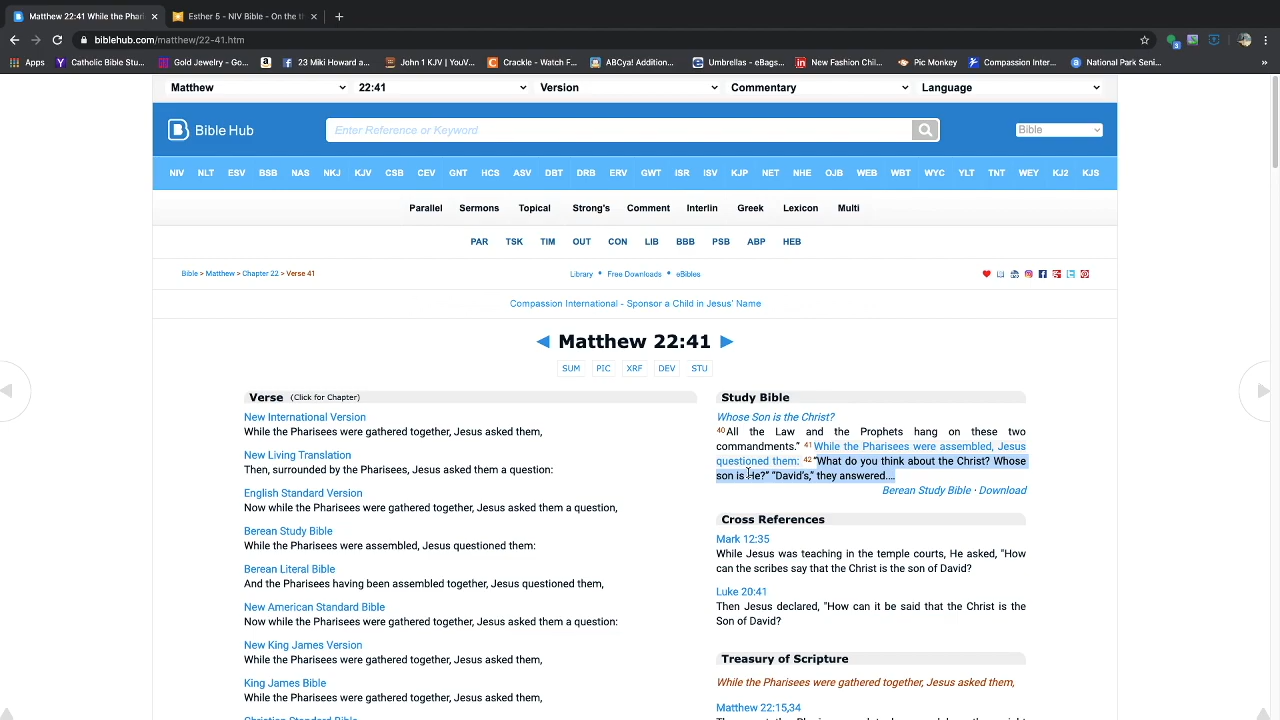 Matthew 22:41 While the Phari
Esther 5 - NIV Bible - On the th
biblehub.com/matthew/22-41.htm
Apps
Catholic Bible Stu...
Gold Jewelry - Go...
23 Miki Howard a...
John 1 KJV | YouV...
Crackle - Watch F...
ABCya! Addition...
Umbrellas - eBags...
New Fashion Chil...
Pic Monkey
Compassion Inter...
National Park Seni...
Matthew
22:41
Version
Commentary
Language
Bible Hub
Enter Reference or Keyword
Bible
NIV NLT ESV BSB NAS NKJ KJV CSB CEV GNT HCS ASV DBT DRB ERV GWT ISR ISV KJP NET NHE OJB WEB WBT WYC YLT TNT WEY KJ2 KJS
Parallel Sermons Topical Strong's Comment Interlin Greek Lexicon Multi
PAR TSK TIM OUT CON LIB BBB PSB ABP HEB
Bible > Matthew > Chapter 22 > Verse 41
Library • Free Downloads • eBibles
Compassion International - Sponsor a Child in Jesus' Name
◄ Matthew 22:41 ►
SUM PIC XRF DEV STU
Verse (Click for Chapter)
New International Version
While the Pharisees were gathered together, Jesus asked them,
New Living Translation
Then, surrounded by the Pharisees, Jesus asked them a question:
English Standard Version
Now while the Pharisees were gathered together, Jesus asked them a question,
Berean Study Bible
While the Pharisees were assembled, Jesus questioned them:
Berean Literal Bible
And the Pharisees having been assembled together, Jesus questioned them,
New American Standard Bible
Now while the Pharisees were gathered together, Jesus asked them a question:
New King James Version
While the Pharisees were gathered together, Jesus asked them,
King James Bible
While the Pharisees were gathered together, Jesus asked them,
Christian Standard Bible
Study Bible
Whose Son is the Christ?
40All the Law and the Prophets hang on these two
commandments.” 41While the Pharisees were assembled, Jesus
questioned them: 42“What do you think about the Christ? Whose
son is He?” “David’s,” they answered.…
Berean Study Bible · Download
Cross References
Mark 12:35
While Jesus was teaching in the temple courts, He asked, "How
can the scribes say that the Christ is the son of David?
Luke 20:41
Then Jesus declared, "How can it be said that the Christ is the
Son of David?
Treasury of Scripture
While the Pharisees were gathered together, Jesus asked them,
Matthew 22:15,34